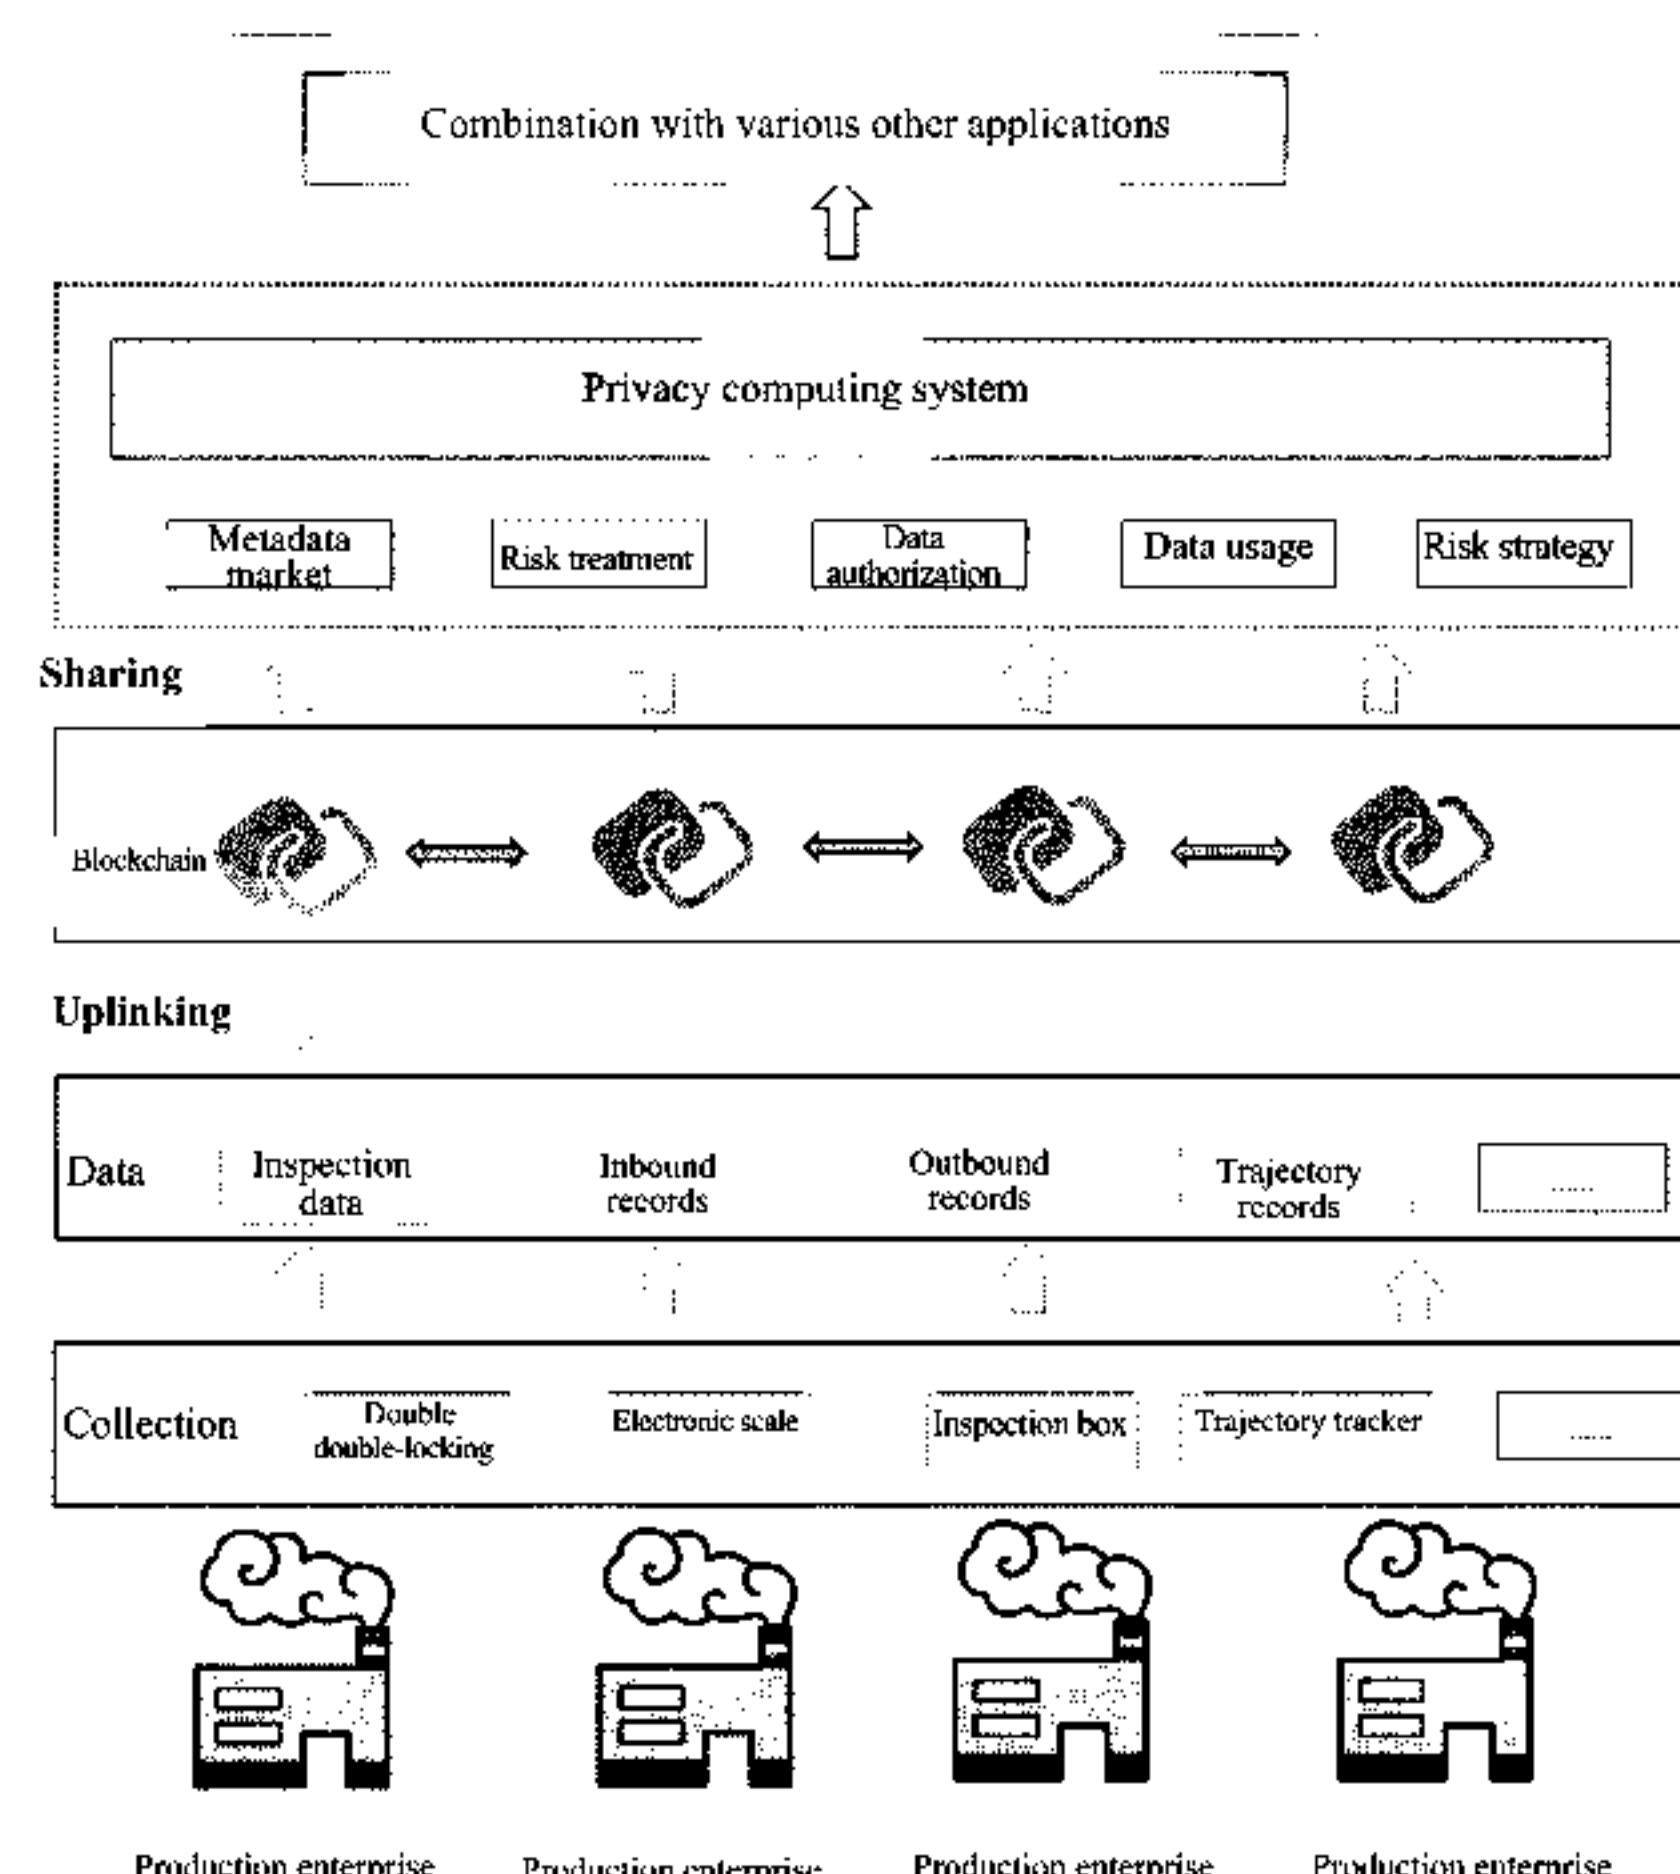 Combination with various other applications
Privacy computing system
Metadata
market
Risk treatment
Data
authorization
Data usage
Risk strategy
Sharing
Blockchain
Uplinking
Data
Inspection
data
Inbound
records
Outbound
records
Trajectory
records
......
Collection
Double
double-locking
Electronic scale
Inspection box
Trajectory tracker
......
Production enterprise
Production enterprise
Production enterprise
Production enterprise